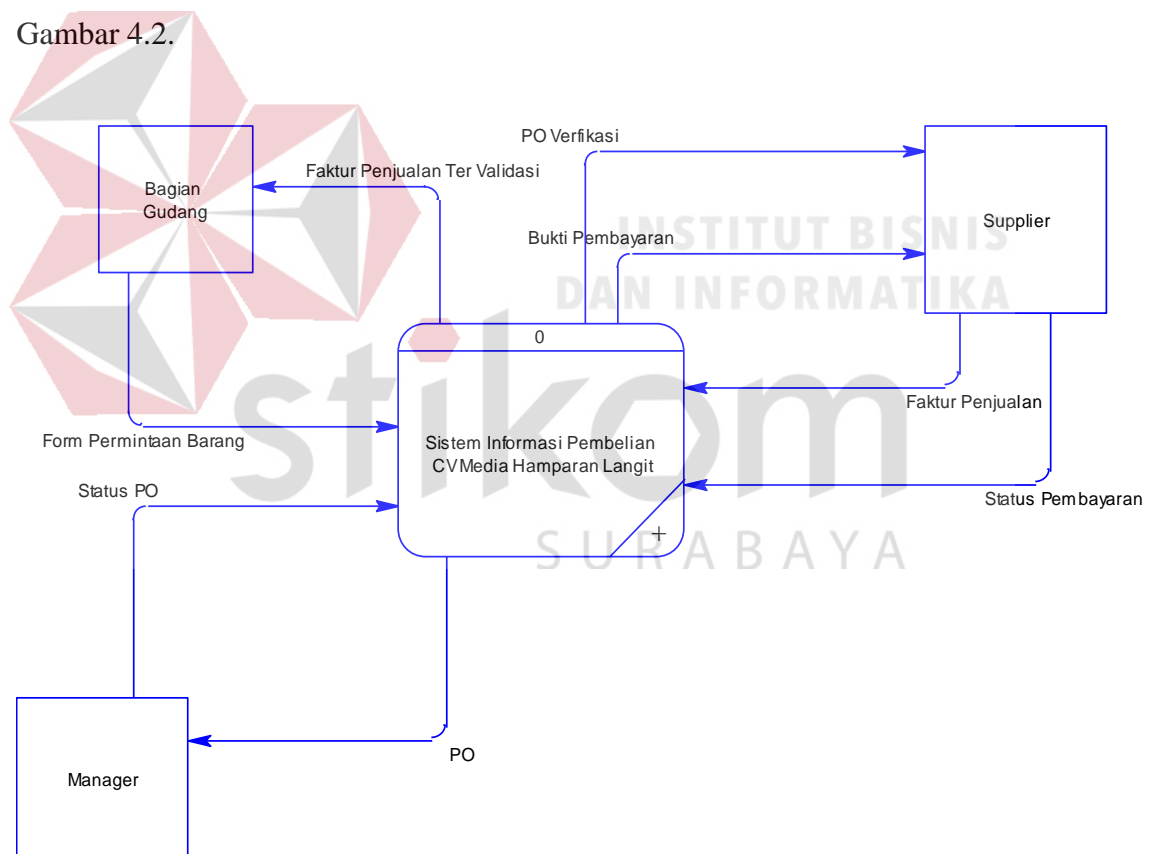 Gambar 4.2.
PO Verfikasi
Faktur Penjualan Ter Validasi
Bagian
Gudang
Supplier
INSTITUT BISNIS
DAN INFORMATIKA
Bukti Pembayaran
0
stikom
Faktur Penjualan
Form Permintaan Barang
Sistem Informasi Pembelian
CV Media Hamparan Langit
Status PO
Status Pembayaran
+
SURABAYA
PO
Manager